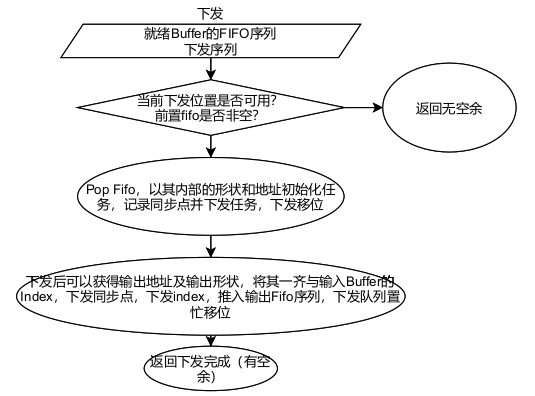 下发
就绪Buffer的FIFO序列
下发序列
当前下发位置是否可用？
前置fifo是否非空？
返回无空余
Pop Fifo，以其内部的形状和地址初始化任
务，记录同步点并下发任务，下发移位
下发后可以获得输出地址及输出形状，将其一齐与输入Buffer的
Index，下发同步点，下发index，推入输出Fifo序列，下发队列置
忙移位
返回下发完成（有空
余）